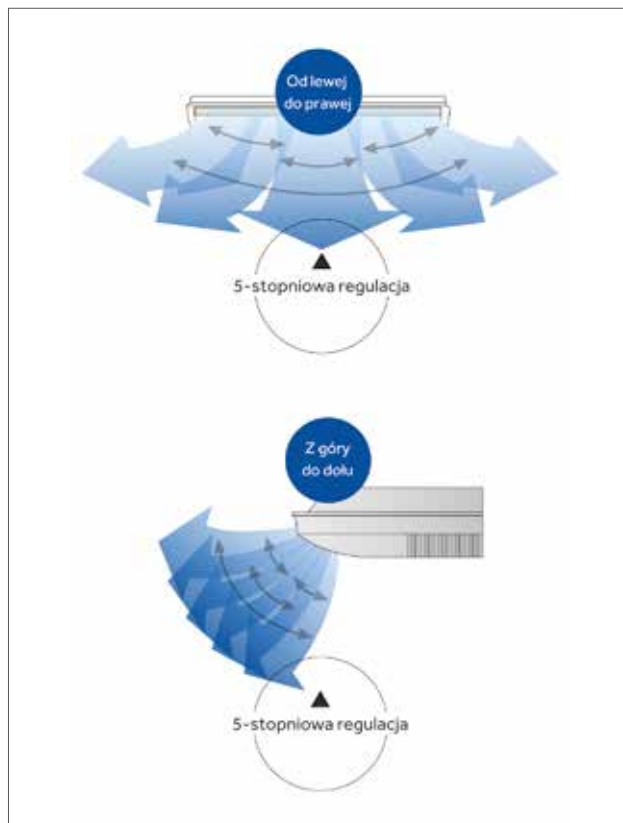 Od lewej
do prawej
5-stopniowa regulacja
Z góry
do dołu
5-stopniowa regulacja